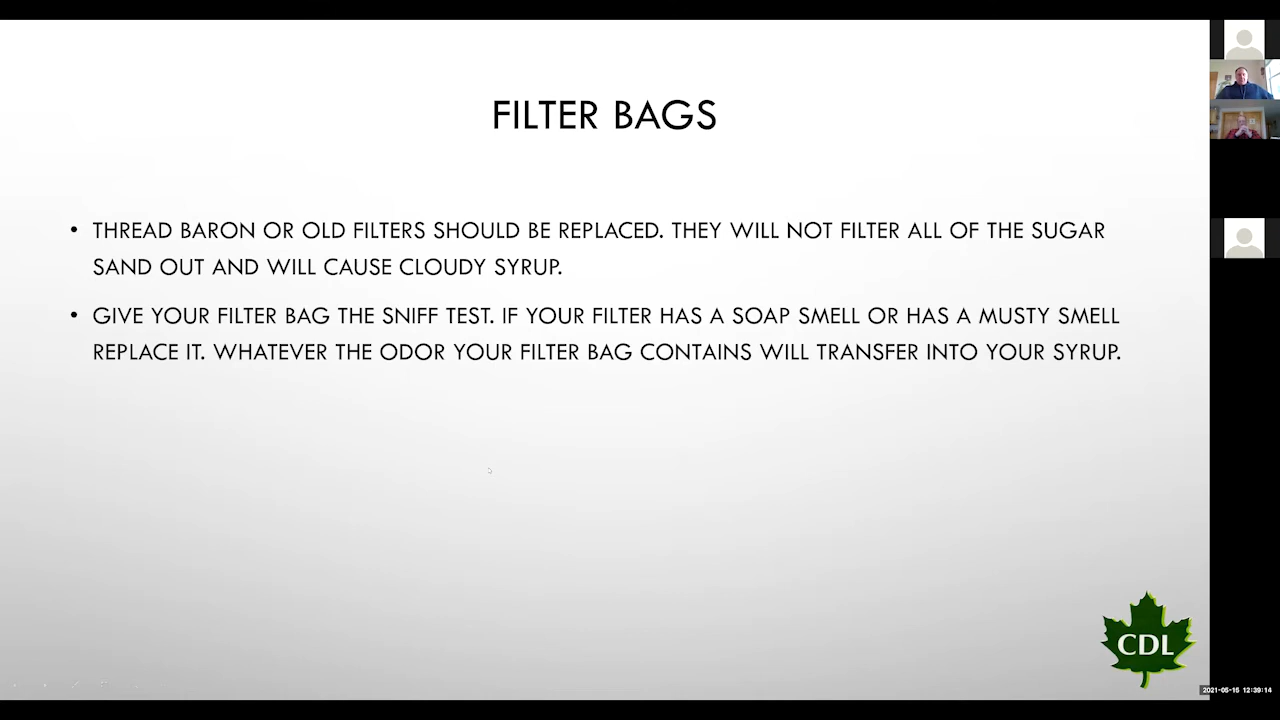 FILTER BAGS
• THREAD BARON OR OLD FILTERS SHOULD BE REPLACED. THEY WILL NOT FILTER ALL OF THE SUGAR
SAND OUT AND WILL CAUSE CLOUDY SYRUP.
• GIVE YOUR FILTER BAG THE SNIFF TEST. IF YOUR FILTER HAS A SOAP SMELL OR HAS A MUSTY SMELL
REPLACE IT. WHATEVER THE ODOR YOUR FILTER BAG CONTAINS WILL TRANSFER INTO YOUR SYRUP.
CDL
2021-05-15 12:39:14